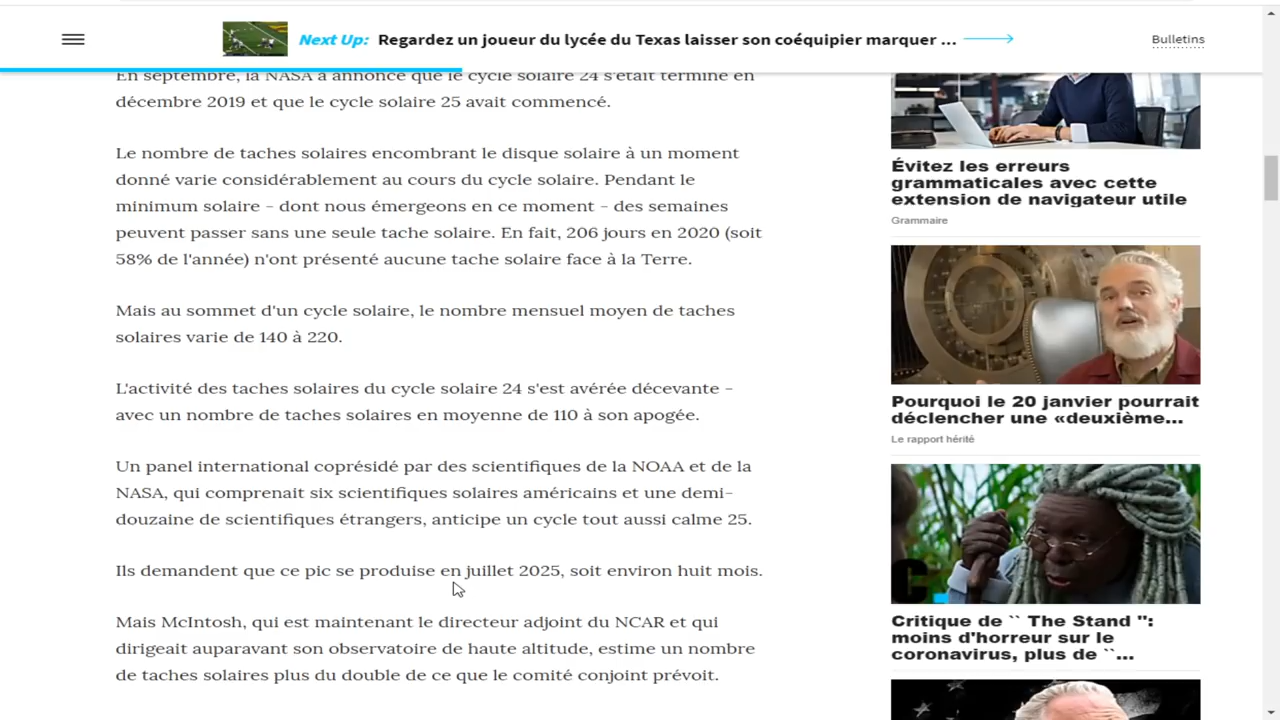 Next Up: Regardez un joueur du lycée du Texas laisser son coéquipier marquer ...
Bulletins
En septembre, la NASA a annoncé que le cycle solaire 24 s'était terminé en
décembre 2019 et que le cycle solaire 25 avait commencé.
Le nombre de taches solaires encombrant le disque solaire à un moment
donné varie considérablement au cours du cycle solaire. Pendant le
minimum solaire - dont nous émergeons en ce moment - des semaines
peuvent passer sans une seule tache solaire. En fait, 206 jours en 2020 (soit
58% de l'année) n'ont présenté aucune tache solaire face à la Terre.
Mais au sommet d'un cycle solaire, le nombre mensuel moyen de taches
solaires varie de 140 à 220.
L'activité des taches solaires du cycle solaire 24 s'est avérée décevante -
avec un nombre de taches solaires en moyenne de 110 à son apogée.
Un panel international coprésidé par des scientifiques de la NOAA et de la
NASA, qui comprenait six scientifiques solaires américains et une demi-
douzaine de scientifiques étrangers, anticipe un cycle tout aussi calme 25.
Ils demandent que ce pic se produise en juillet 2025, soit environ huit mois.
Mais McIntosh, qui est maintenant le directeur adjoint du NCAR et qui
dirigeait auparavant son observatoire de haute altitude, estime un nombre
de taches solaires plus du double de ce que le comité conjoint prévoit.
Évitez les erreurs
grammaticales avec cette
extension de navigateur utile
Grammaire
Pourquoi le 20 janvier pourrait
déclencher une «deuxième...
Le rapport hérité
Critique de `` The Stand '':
moins d'horreur sur le
coronavirus, plus de ``...